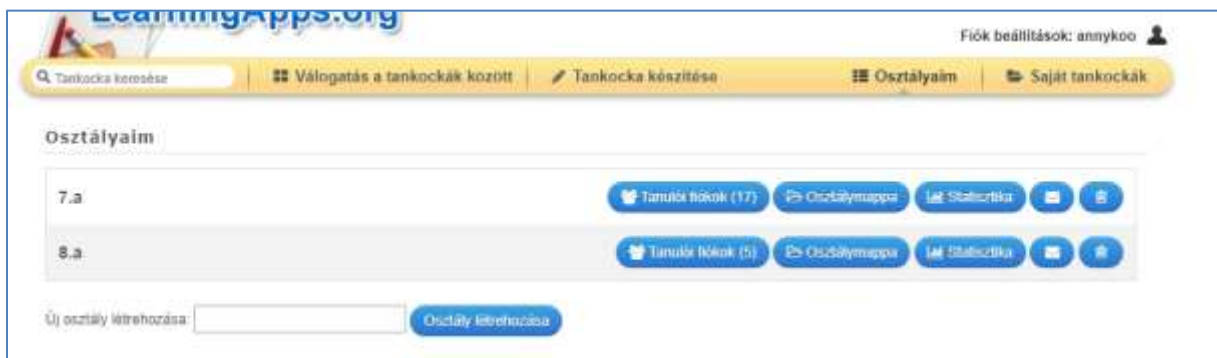 LearningApps.org
Fiók beállítások: annykoo
Tankocka keresése
Válogatás a tankockák között
Tankocka készítése
Osztályaim
Saját tankockák
Osztályaim
7.a
Tanulói fiókok (17)
Osztálymappa
Statisztika
8.a
Tanulói fiókok (5)
Osztálymappa
Statisztika
Új osztály létrehozása:
Osztály létrehozása